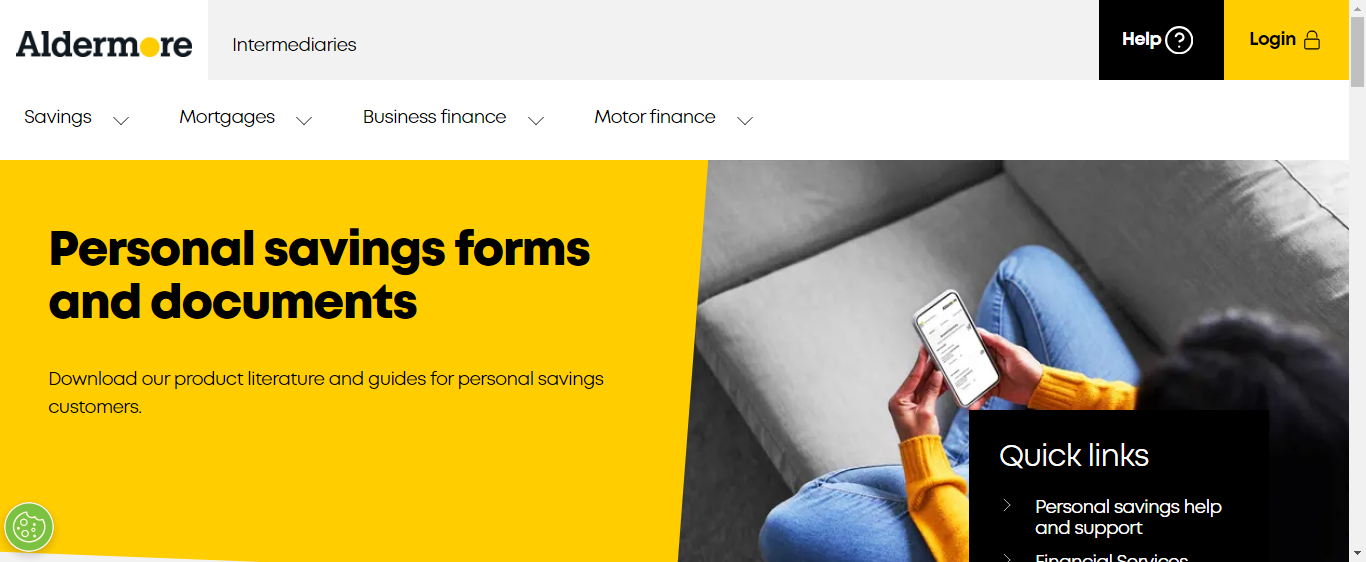 Aldermore
Intermediaries
Help
Login
Savings
Mortgages
Business finance
Motor finance
Personal savings forms
and documents
Download our product literature and guides for personal savings
customers.
Quick links
Personal savings help
and support
Financial Services